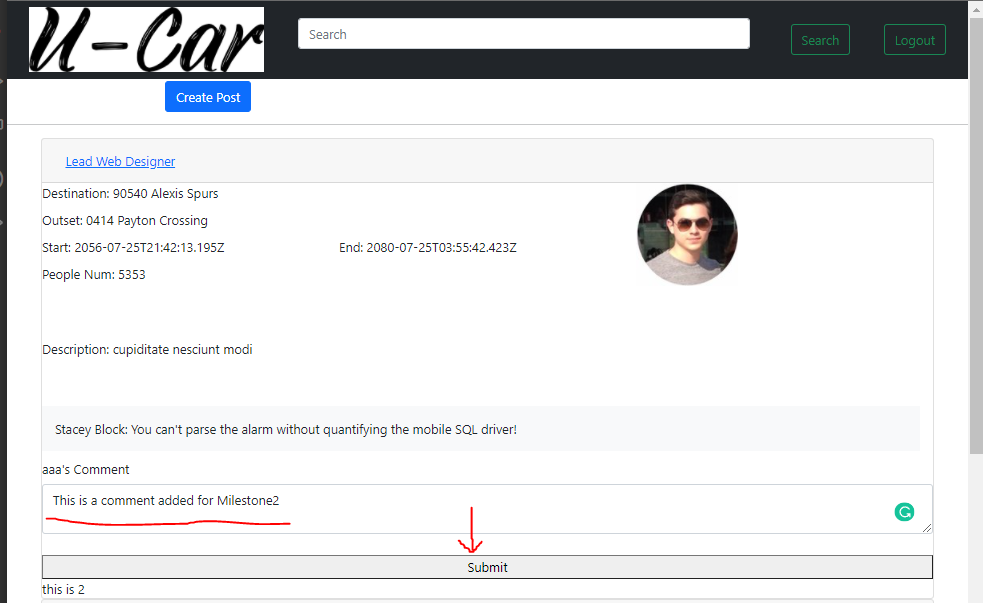 U-Car
Search
Search
Logout
Create Post
Lead Web Designer
Destination: 90540 Alexis Spurs
Outset: 0414 Payton Crossing
Start: 2056-07-25T21:42:13.195Z End: 2080-07-25T03:55:42.423Z
People Num: 5353
Description: cupiditate nesciunt modi
Stacey Block: You can't parse the alarm without quantifying the mobile SQL driver!
aaa's Comment
This is a comment added for Milestone2
Submit
this is 2